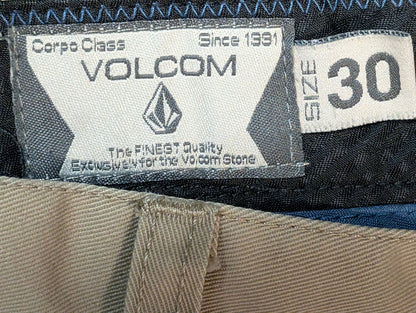 Corpo Class Since 1991
VOLCOM
The FINEST Quality
Exclusively for the Volcom Stone
SIZE 30